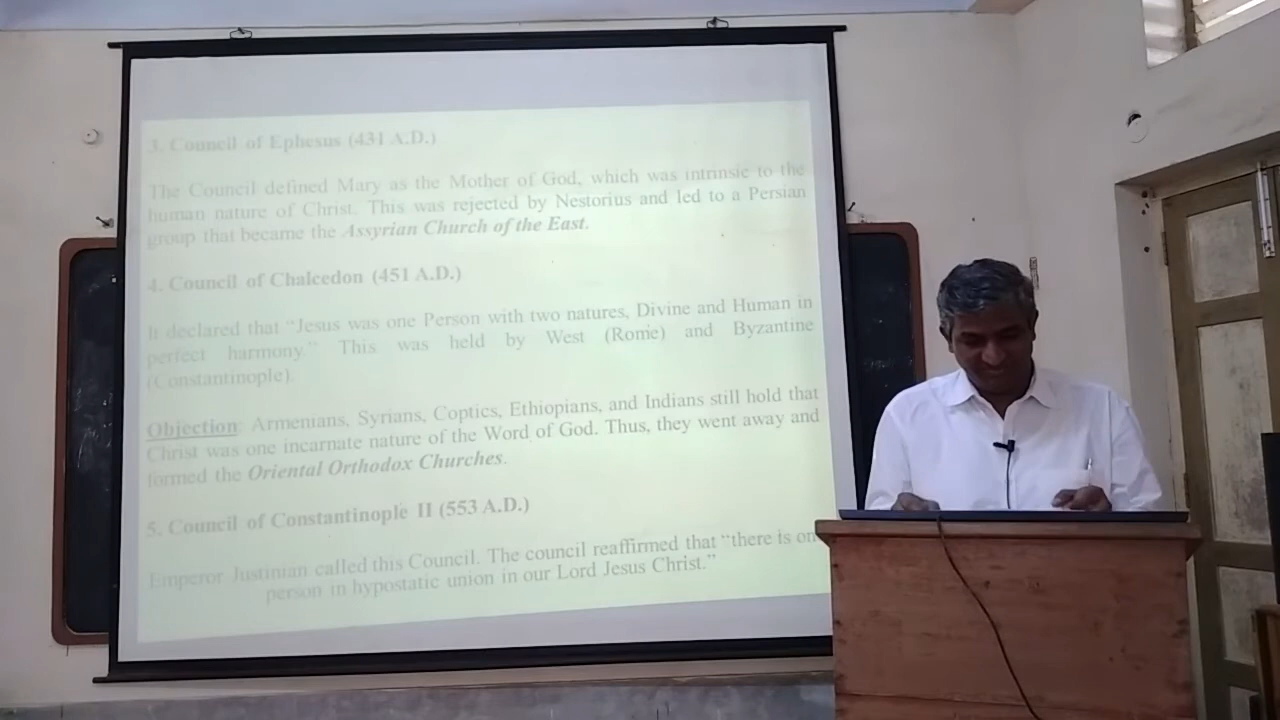 3. Council of Ephesus (431 A.D.)
The Council defined Mary as the Mother of God, which was intrinsic to the
human nature of Christ. This was rejected by Nestorius and led to a Persian
group that became the Assyrian Church of the East.
4. Council of Chalcedon (451 A.D.)
It declared that “Jesus was one Person with two natures, Divine and Human in
perfect harmony.” This was held by West (Rome) and Byzantine
(Constantinople).
Objection: Armenians, Syrians, Coptics, Ethiopians, and Indians still hold that
Christ was one incarnate nature of the Word of God. Thus, they went away and
formed the Oriental Orthodox Churches.
5. Council of Constantinople II (553 A.D.)
Emperor Justinian called this Council. The council reaffirmed that “there is on
person in hypostatic union in our Lord Jesus Christ.”